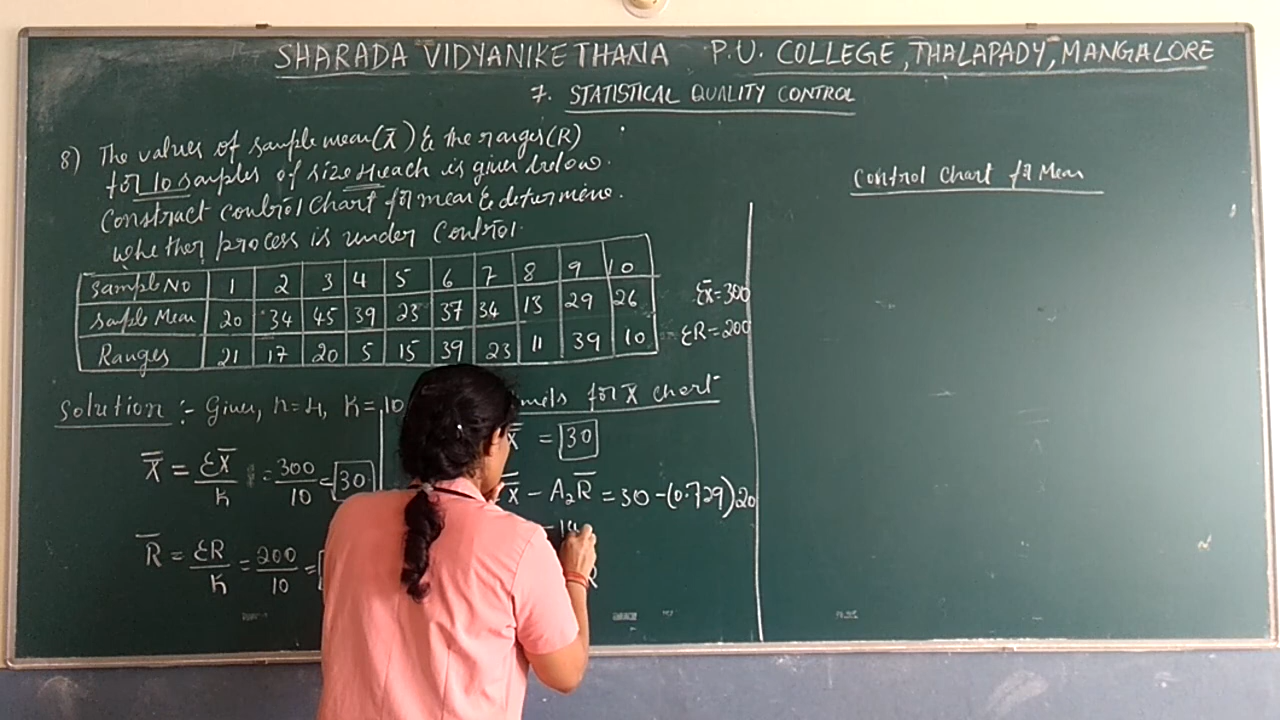 SHARADA VIDYANIKETHANA P.U. COLLEGE, THALAPADY, MANGALORE
7. STATISTICAL QUALITY CONTROL
8) The values of sample mean (x̄) & the ranges (R)
for 10 samples of size 4 each is given below.
Construct control chart for mean & determine
whether process is under control.
Sample No 1 2 3 4 5 6 7 8 9 10
Saple Mean 20 34 45 39 23 37 34 13 29 26
Ranges 21 17 20 5 15 39 23 11 39 10
Σx̄=300
ΣR=200
Solution :- Given, n=4, K=10
X̿ = ΣX̄/K = 300/10 = 30
R̄ = ΣR/K = 200/10 =
for X̄ chart
X̿ = 30
X̿ - A₂R̄ = 30 -(0.729)20
Control Chart for Mean